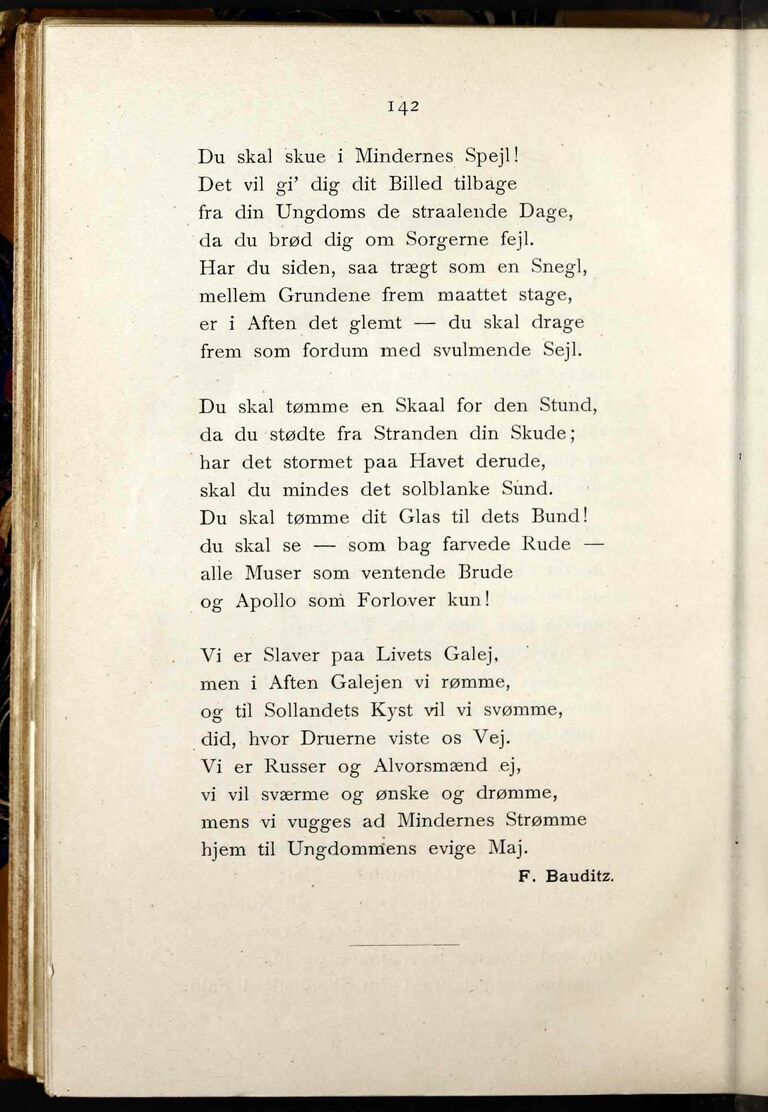 142
Du skal skue i Mindernes Spejl!
Det vil gi' dig dit Billed tilbage
fra din Ungdoms de straalende Dage,
da du brød dig om Sorgerne fejl.
Har du siden, saa trægt som en Snegl,
mellem Grundene frem maattet stage,
er i Aften det glemt — du skal drage
frem som fordum med svulmende Sejl.
Du skal tømme en Skaal for den Stund,
da du stødte fra Stranden din Skude;
har det stormet paa Havet derude,
skal du mindes det solblanke Sund.
Du skal tømme dit Glas til dets Bund!
du skal se — som bag farvede Rude —
alle Muser som ventende Brude
og Apollo som Forlover kun!
Vi er Slaver paa Livets Galej,
men i Aften Galejen vi rømme,
og til Sollandets Kyst vil vi svømme,
did, hvor Druerne viste os Vej.
Vi er Russer og Alvorsmænd ej,
vi vil sværme og ønske og drømme,
mens vi vugges ad Mindernes Strømme
hjem til Ungdommens evige Maj.
F. Bauditz.